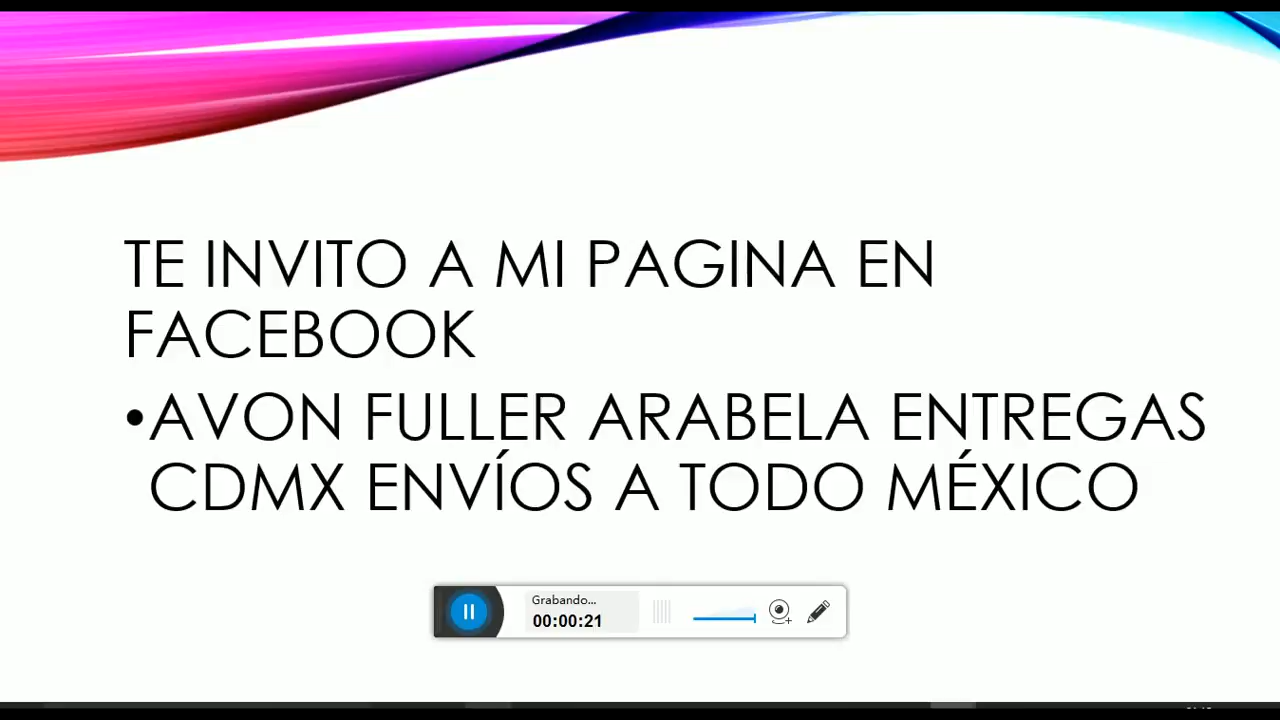 TE INVITO A MI PAGINA EN
FACEBOOK
•AVON FULLER ARABELA ENTREGAS
CDMX ENVÍOS A TODO MÉXICO
Grabando...
00:00:21